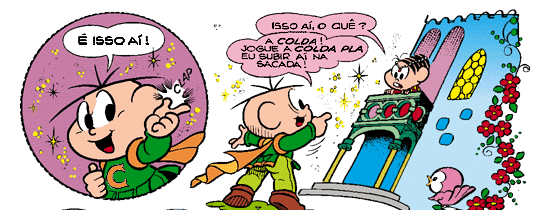 É ISSO AÍ!
CLAP
C
ISSO AÍ, O QUÊ?
A COLDA!
JOGUE A COLDA PLA
EU SUBIR AÍ NA
SACADA!